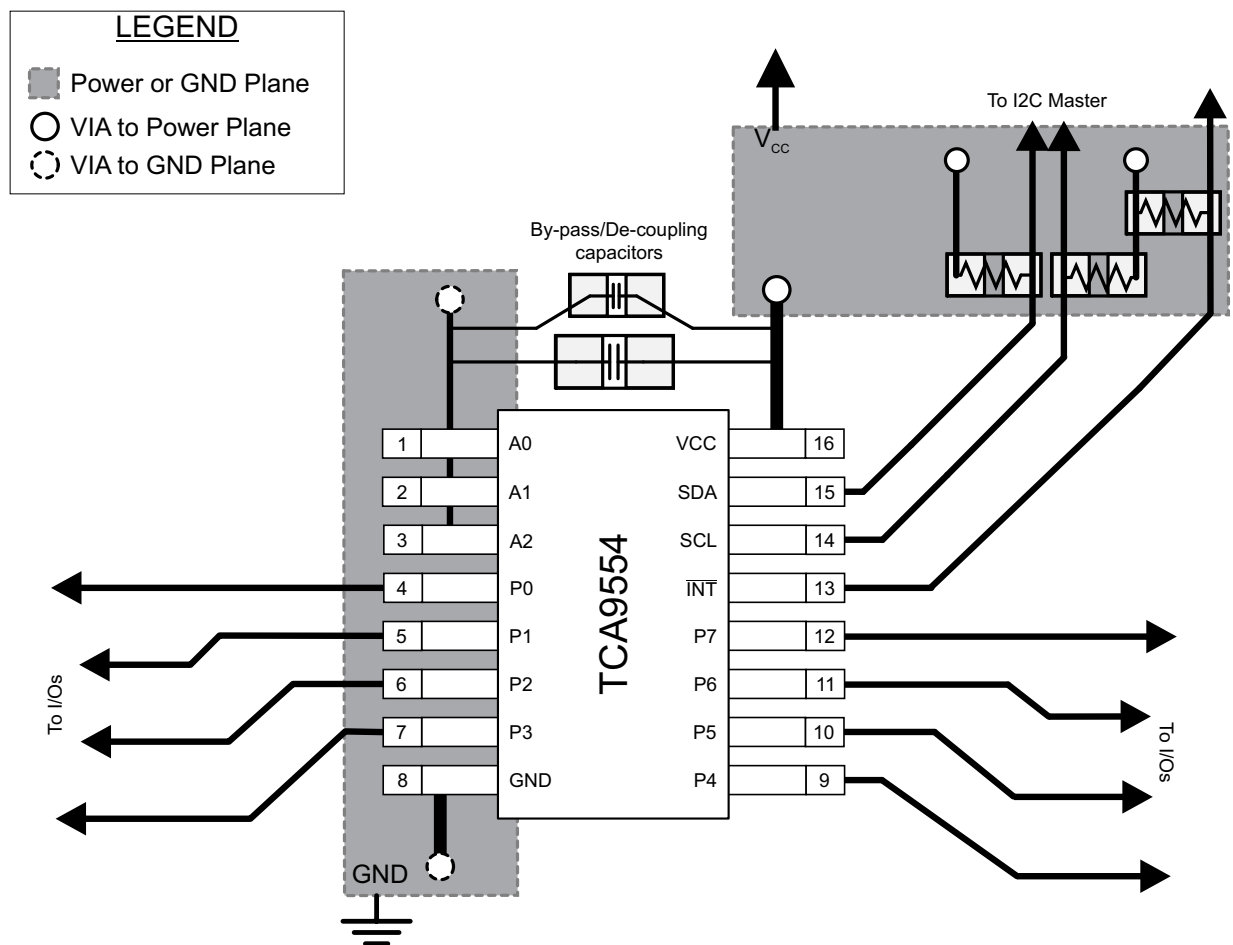 LEGEND
Power or GND Plane
VIA to Power Plane
VIA to GND Plane
To I2C Master
VCC
By-pass/De-coupling
capacitors
1 A0 VCC 16
2 A1 SDA 15
3 A2 SCL 14
4 P0 INT 13
5 P1 P7 12
6 P2 P6 11
7 P3 P5 10
8 GND P4 9
TCA9554
To I/Os
To I/Os
GND